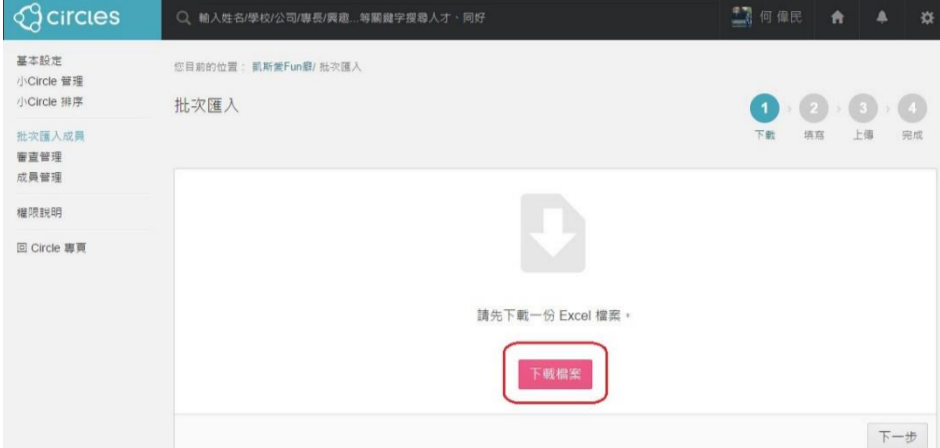 circles
輸入姓名/學校/公司/專長/興趣...等關鍵字搜尋人才、同好
何偉民
基本設定
小Circle 管理
小Circle 排序
批次匯入成員
審查管理
成員管理
權限說明
回 Circle 專頁
您目前的位置： 凱斯愛Fun廚/ 批次匯入
批次匯入
1 2 3 4
下載 填寫 上傳 完成
請先下載一份 Excel 檔案。
下載檔案
下一步